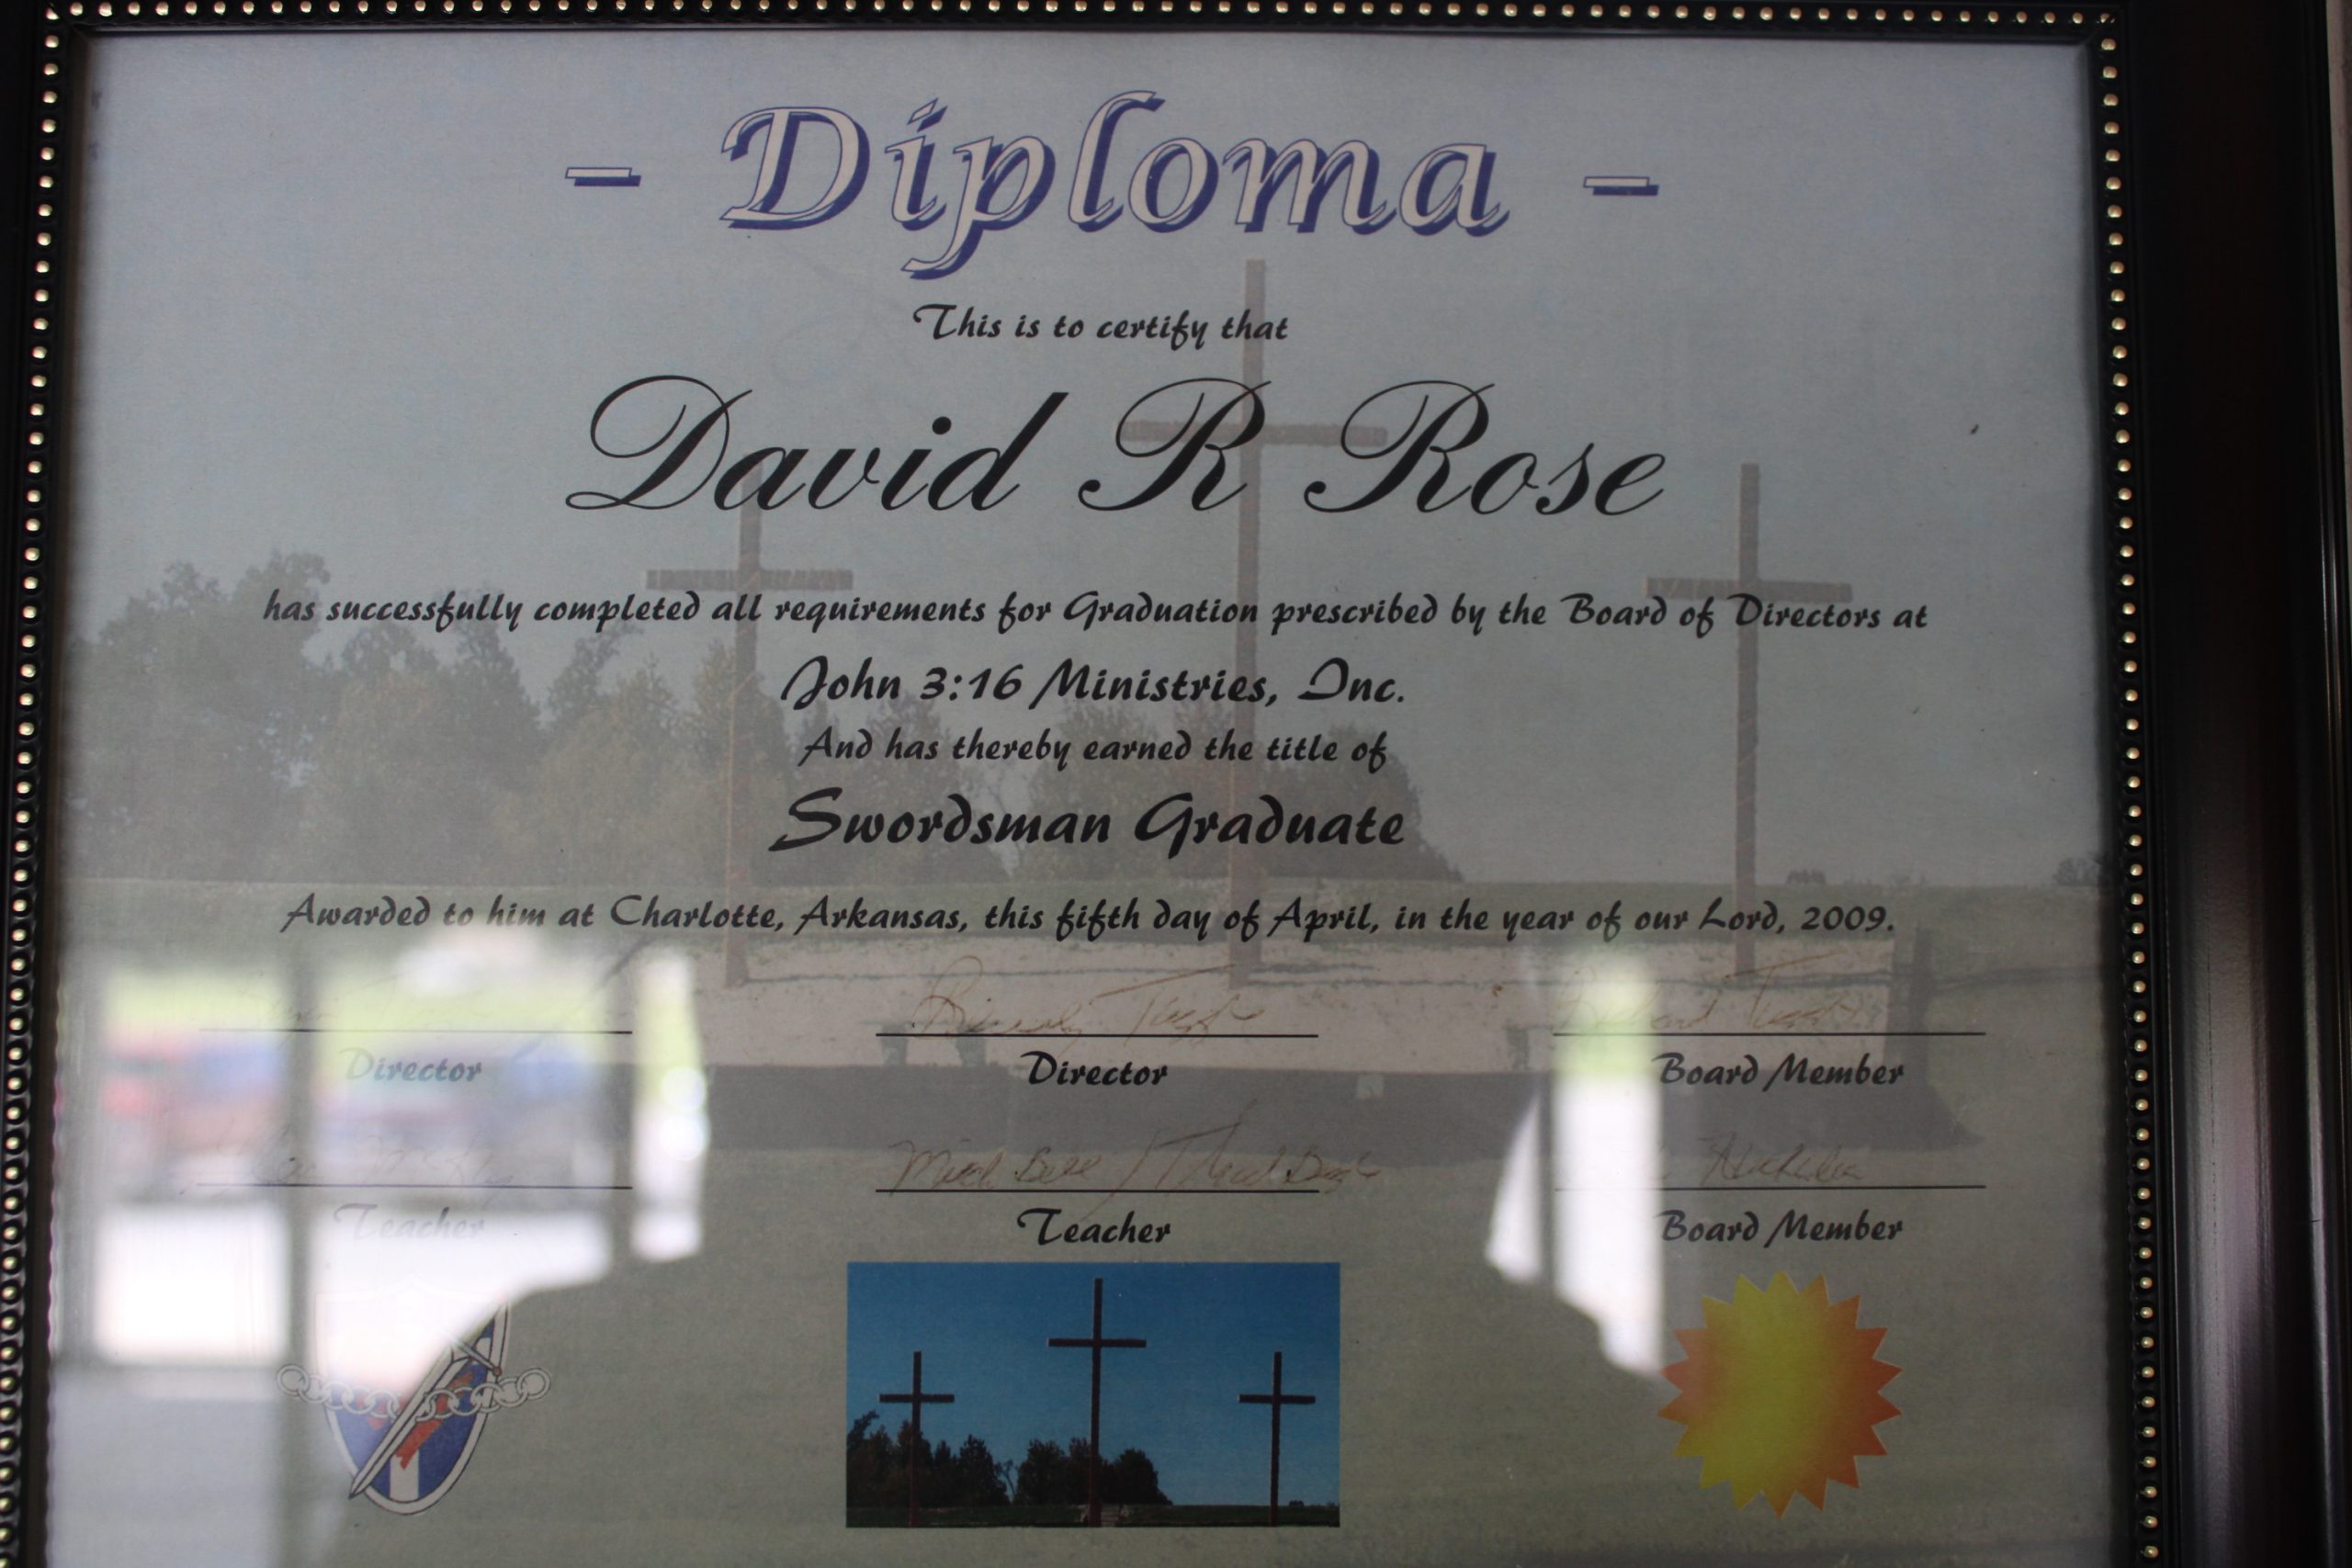 - Diploma -
This is to certify that
David R Rose
has successfully completed all requirements for Graduation prescribed by the Board of Directors at
John 3:16 Ministries, Inc.
And has thereby earned the title of
Swordsman Graduate
Awarded to him at Charlotte, Arkansas, this fifth day of April, in the year of our Lord, 2009.
Director Director Board Member
Teacher Teacher Board Member